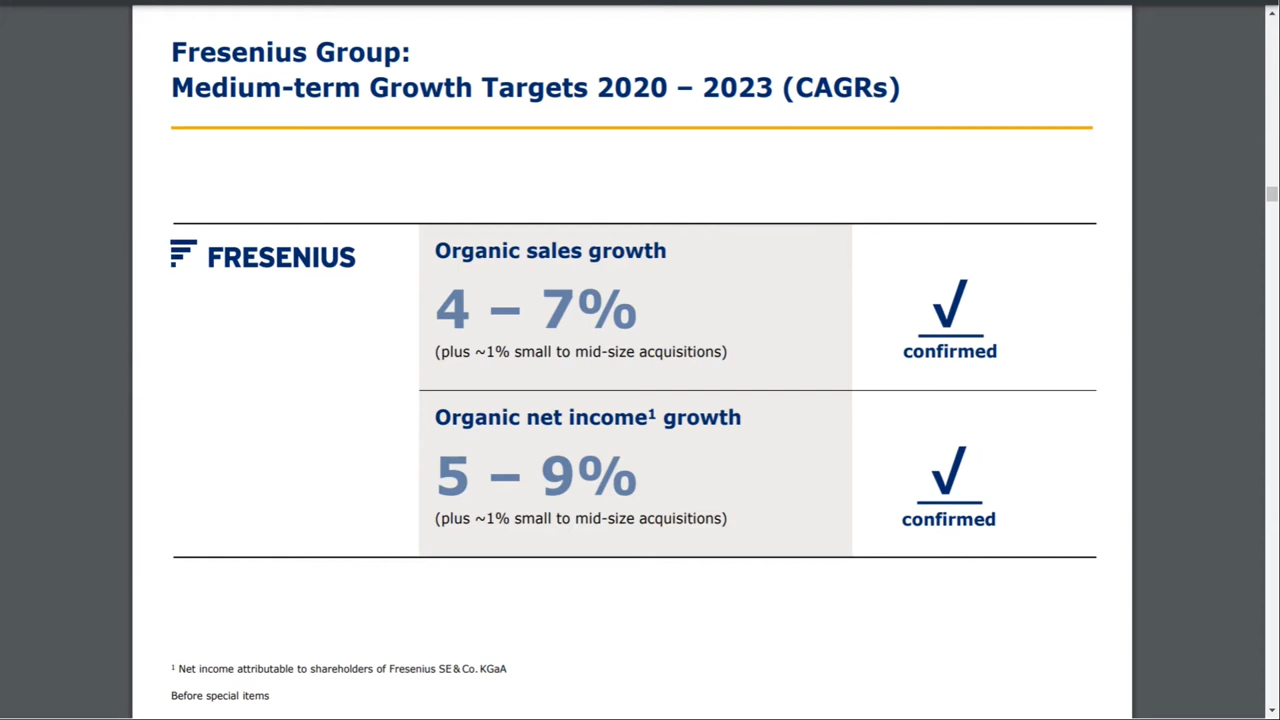 Fresenius Group:
Medium-term Growth Targets 2020 – 2023 (CAGRs)
FRESENIUS
Organic sales growth
4 – 7%
(plus ~1% small to mid-size acquisitions)
√
confirmed
Organic net income¹ growth
5 – 9%
(plus ~1% small to mid-size acquisitions)
√
confirmed
¹ Net income attributable to shareholders of Fresenius SE & Co. KGaA
Before special items